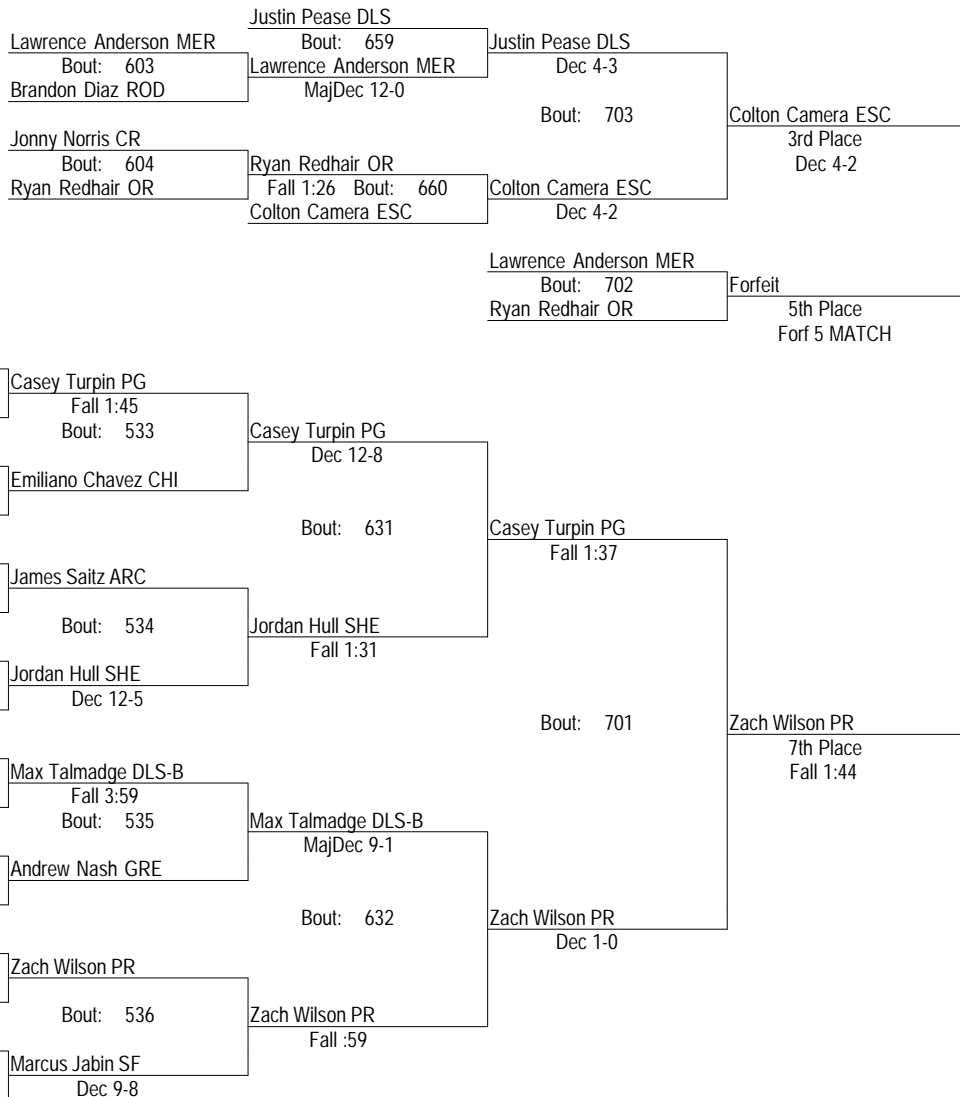 Justin Pease DLS
Lawrence Anderson MER
Bout: 659
Justin Pease DLS
Bout: 603
Lawrence Anderson MER
Dec 4-3
Brandon Diaz ROD
MajDec 12-0
Bout: 703
Colton Camera ESC
Jonny Norris CR
3rd Place
Bout: 604
Ryan Redhair OR
Dec 4-2
Ryan Redhair OR
Fall 1:26 Bout: 660
Colton Camera ESC
Colton Camera ESC
Dec 4-2
Lawrence Anderson MER
Bout: 702
Forfeit
Ryan Redhair OR
5th Place
Forf 5 MATCH
Casey Turpin PG
Fall 1:45
Bout: 533
Casey Turpin PG
Dec 12-8
Emiliano Chavez CHI
Bout: 631
Casey Turpin PG
Fall 1:37
James Saitz ARC
Bout: 534
Jordan Hull SHE
Fall 1:31
Jordan Hull SHE
Dec 12-5
Bout: 701
Zach Wilson PR
7th Place
Fall 1:44
Max Talmadge DLS-B
Fall 3:59
Bout: 535
Max Talmadge DLS-B
MajDec 9-1
Andrew Nash GRE
Bout: 632
Zach Wilson PR
Dec 1-0
Zach Wilson PR
Bout: 536
Zach Wilson PR
Fall :59
Marcus Jabin SF
Dec 9-8